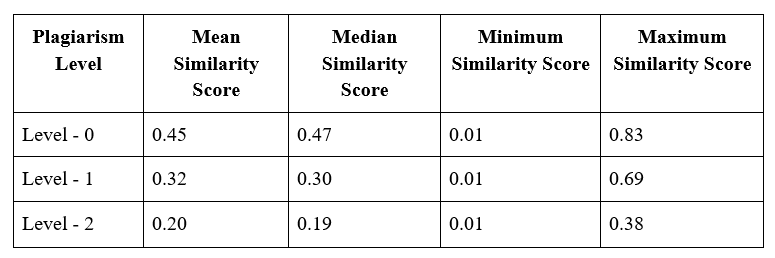 Plagiarism Level Mean Similarity Score Median Similarity Score Minimum Similarity Score Maximum Similarity Score
Level - 0 0.45 0.47 0.01 0.83
Level - 1 0.32 0.30 0.01 0.69
Level - 2 0.20 0.19 0.01 0.38